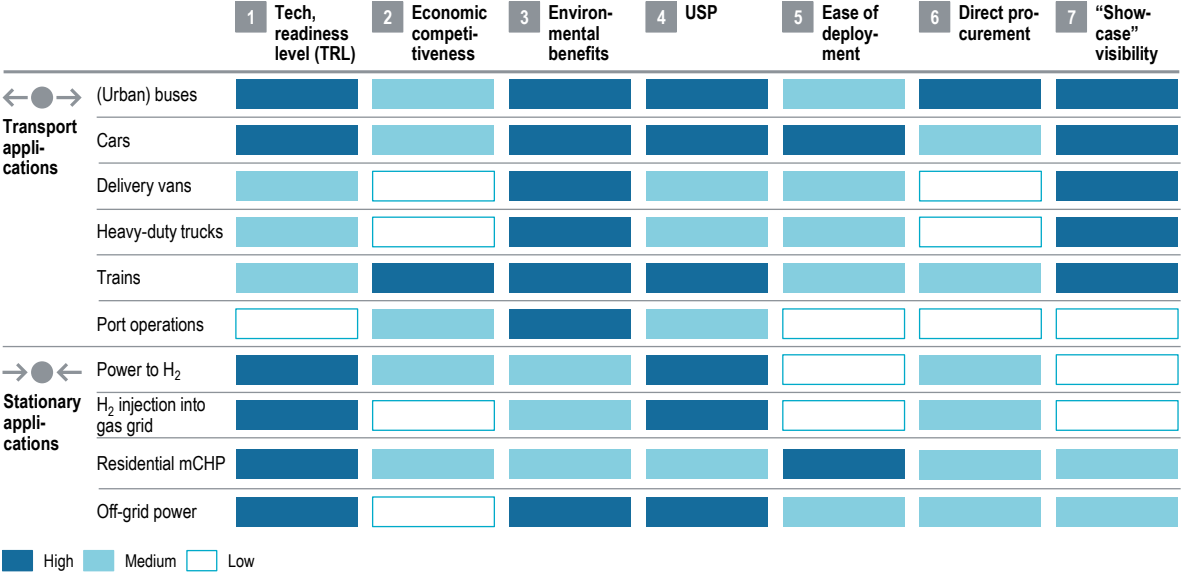 1 Tech,
readiness
level (TRL)
2 Economic
competi-
tiveness
3 Environ-
mental
benefits
4 USP
5 Ease of
deploy-
ment
6 Direct pro-
curement
7 “Show-
case”
visibility
Transport
appli-
cations
(Urban) buses
Cars
Delivery vans
Heavy-duty trucks
Trains
Port operations
Stationary
appli-
cations
Power to H₂
H₂ injection into
gas grid
Residential mCHP
Off-grid power
High Medium Low